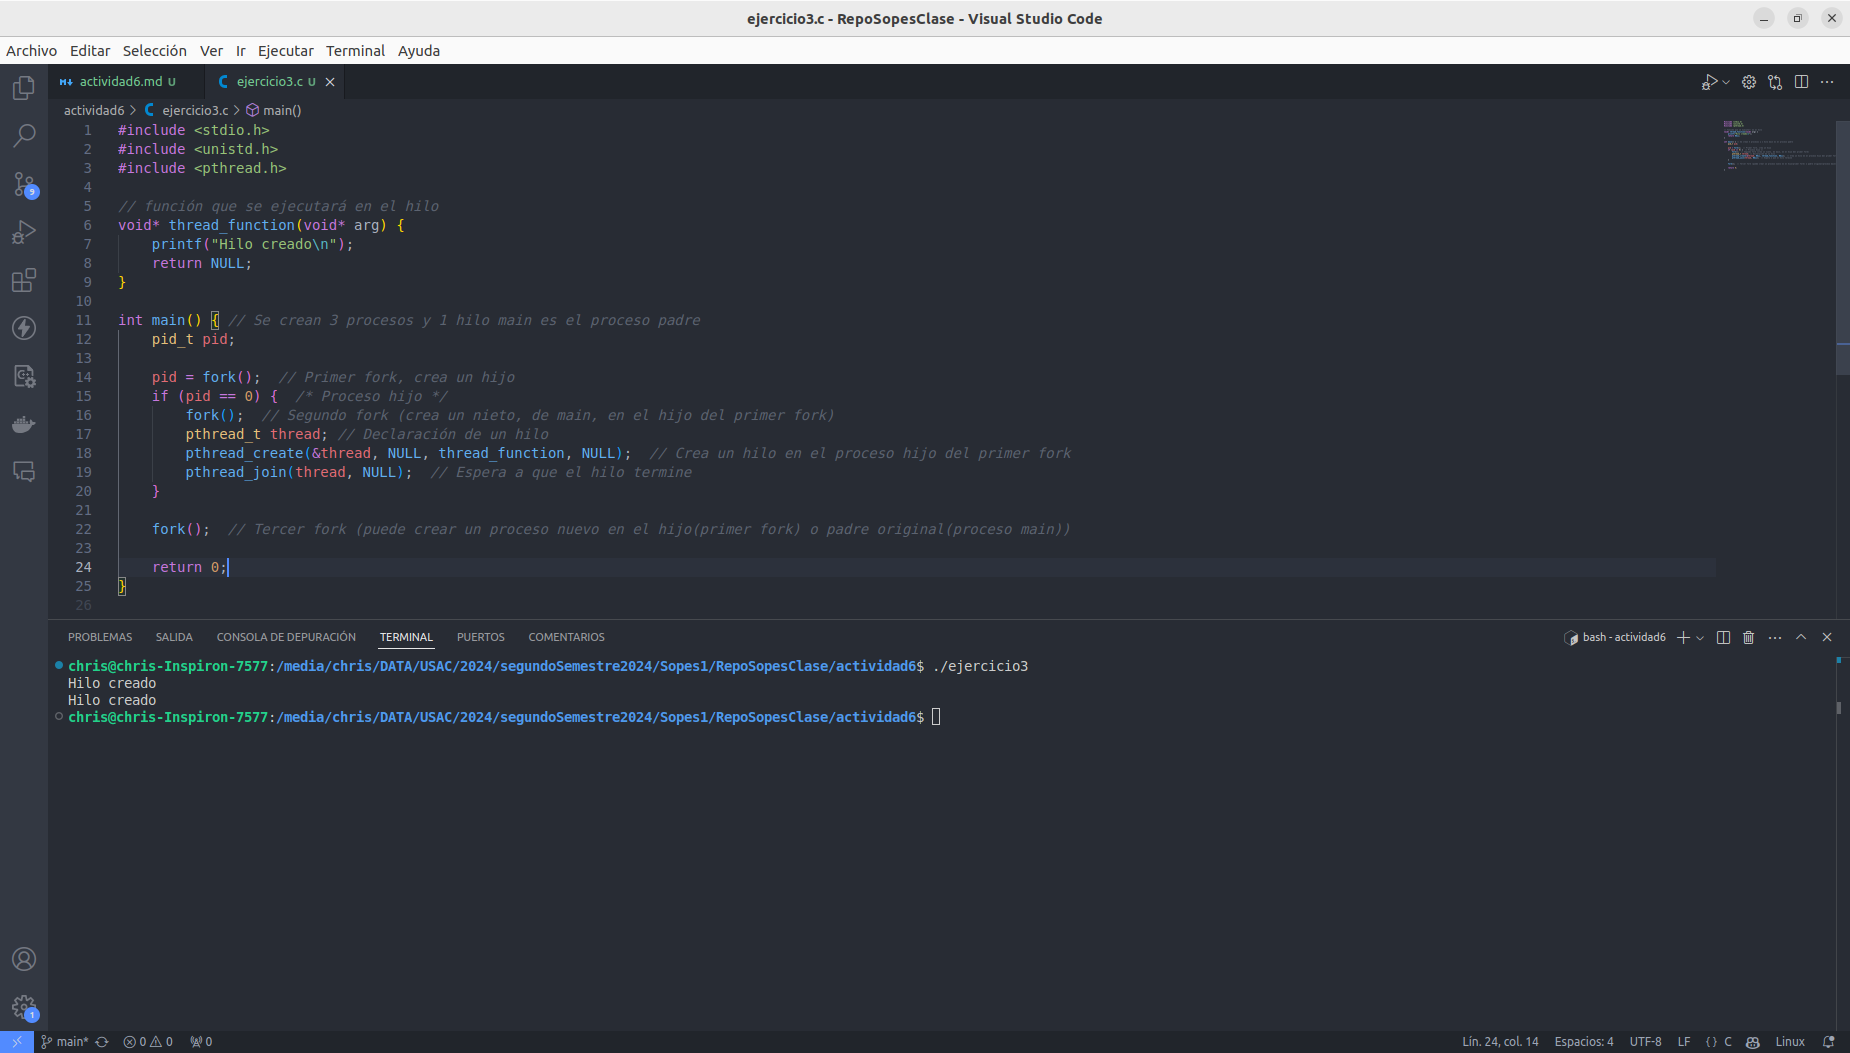 ejercicio3.c - RepoSopesClase - Visual Studio Code
Archivo Editar Selección Ver Ir Ejecutar Terminal Ayuda
actividad6.md U ejercicio3.c U
actividad6 > ejercicio3.c > main()
1 #include <stdio.h>
2 #include <unistd.h>
3 #include <pthread.h>
4
5 // función que se ejecutará en el hilo
6 void* thread_function(void* arg) {
7 printf("Hilo creado\n");
8 return NULL;
9 }
10
11 int main() { // Se crean 3 procesos y 1 hilo main es el proceso padre
12 pid_t pid;
13
14 pid = fork(); // Primer fork, crea un hijo
15 if (pid == 0) { /* Proceso hijo */
16 fork(); // Segundo fork (crea un nieto, de main, en el hijo del primer fork)
17 pthread_t thread; // Declaración de un hilo
18 pthread_create(&thread, NULL, thread_function, NULL); // Crea un hilo en el proceso hijo del primer fork
19 pthread_join(thread, NULL); // Espera a que el hilo termine
20 }
21
22 fork(); // Tercer fork (puede crear un proceso nuevo en el hijo(primer fork) o padre original(proceso main))
23
24 return 0;
25 }
26
9
PROBLEMAS SALIDA CONSOLA DE DEPURACIÓN TERMINAL PUERTOS COMENTARIOS bash - actividad6
chris@chris-Inspiron-7577:/media/chris/DATA/USAC/2024/segundoSemestre2024/Sopes1/RepoSopesClase/actividad6$ ./ejercicio3
Hilo creado
Hilo creado
chris@chris-Inspiron-7577:/media/chris/DATA/USAC/2024/segundoSemestre2024/Sopes1/RepoSopesClase/actividad6$
1
main* 0 0 0 Lín. 24, col. 14 Espacios: 4 UTF-8 LF {} C Linux